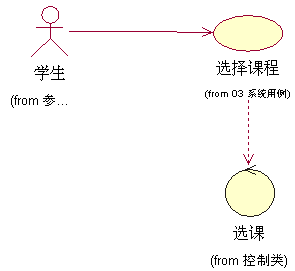 学生
(from 参...
选择课程
(from 03 系统用例)
选课
(from 控制类)